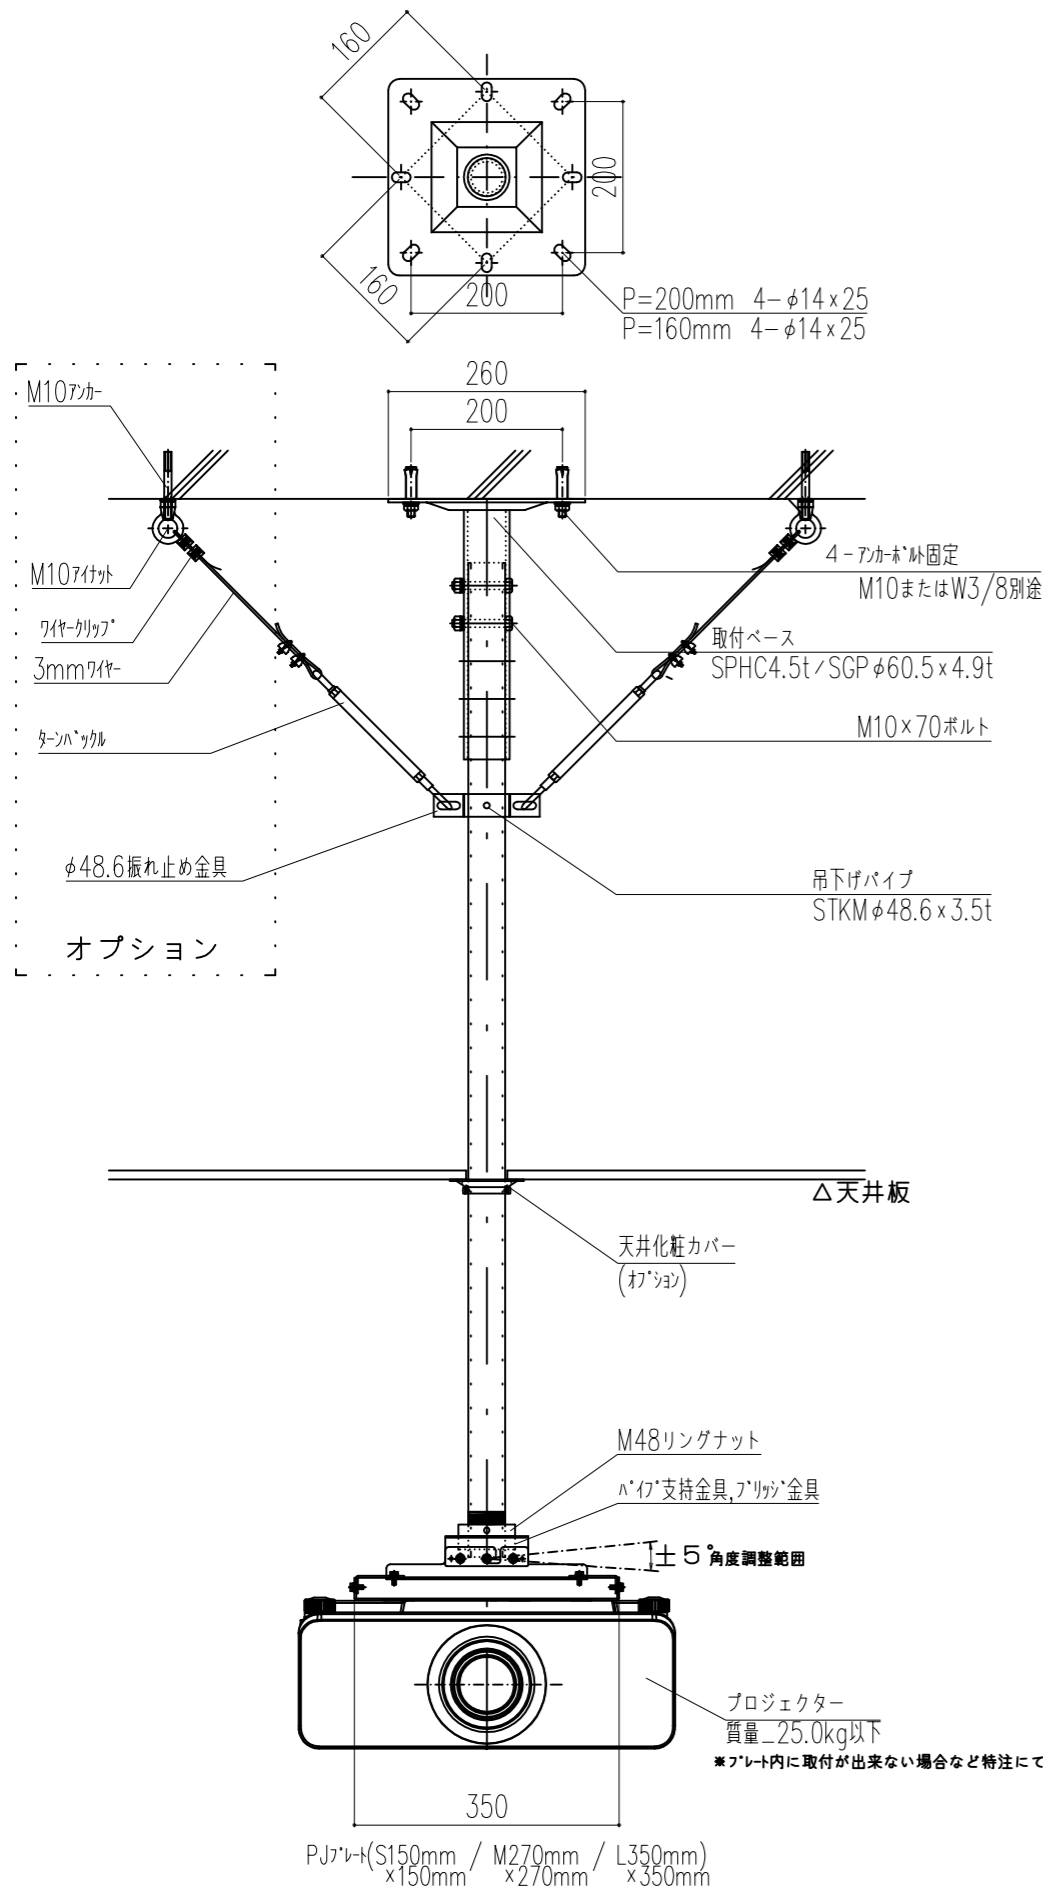 160
200
160
200
P=200mm 4-φ14×25
P=160mm 4-φ14×25
260
200
M10アンカー
M10アイナット
ワイヤークリップ
3mmワイヤー
ターンバックル
φ48.6振れ止め金具
オプション
4-アンカーボルト固定
M10またはW3/8別途
取付ベース
SPHC4.5t/SGPφ60.5×4.9t
M10×70ボルト
吊下げパイプ
STKMφ48.6×3.5t
△天井板
天井化粧カバー
(オプション)
M48リングナット
パイプ支持金具,ブリッジ金具
±5°角度調整範囲
プロジェクター
質量_25.0kg以下
※プレート内に取付が出来ない場合など特注にて
350
PJプレート(S150mm / M270mm / L350mm)
×150mm ×270mm ×350mm